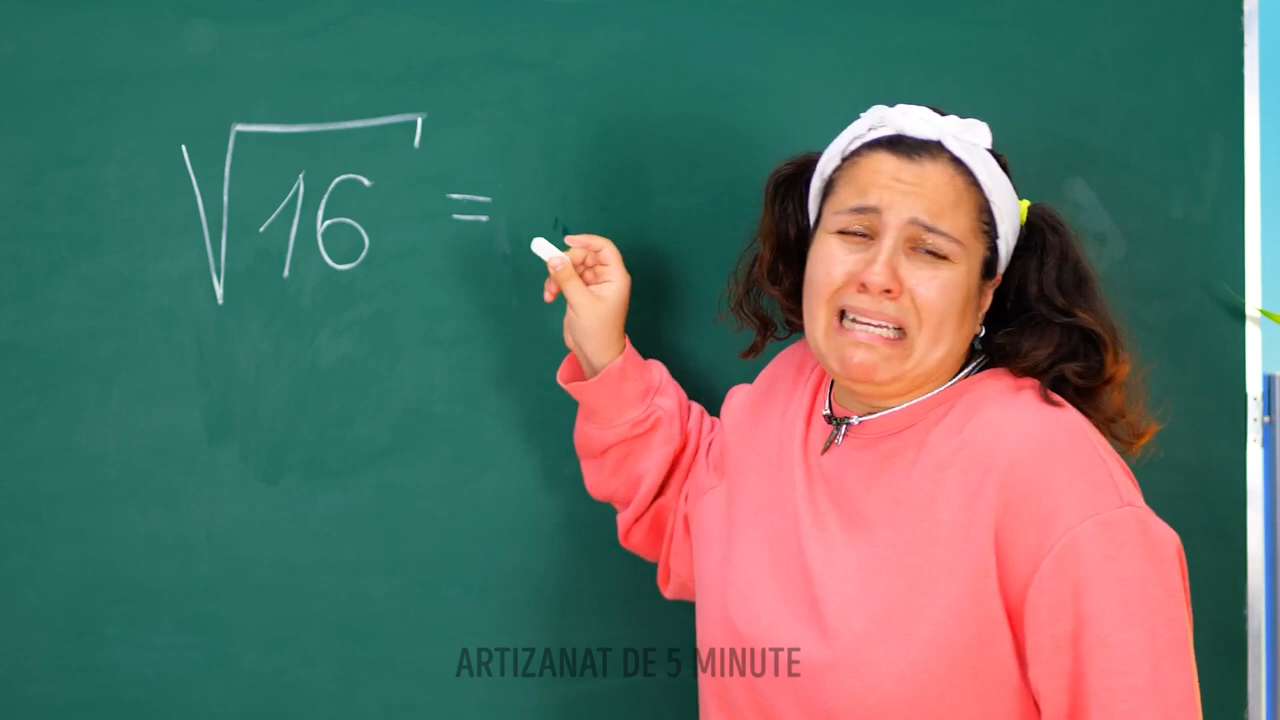 √16 =
ARTIZANAT DE 5 MINUTE